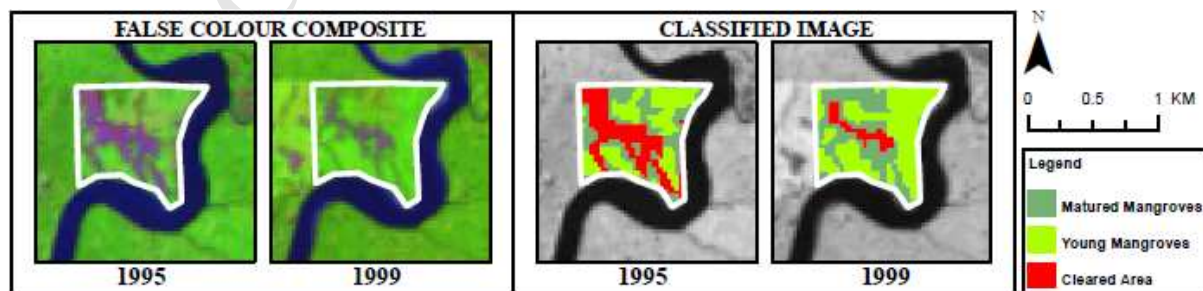 FALSE COLOUR COMPOSITE
CLASSIFIED IMAGE
1995
1999
1995
1999
N
0 0.5 1 KM
Legend
Matured Mangroves
Young Mangroves
Cleared Area